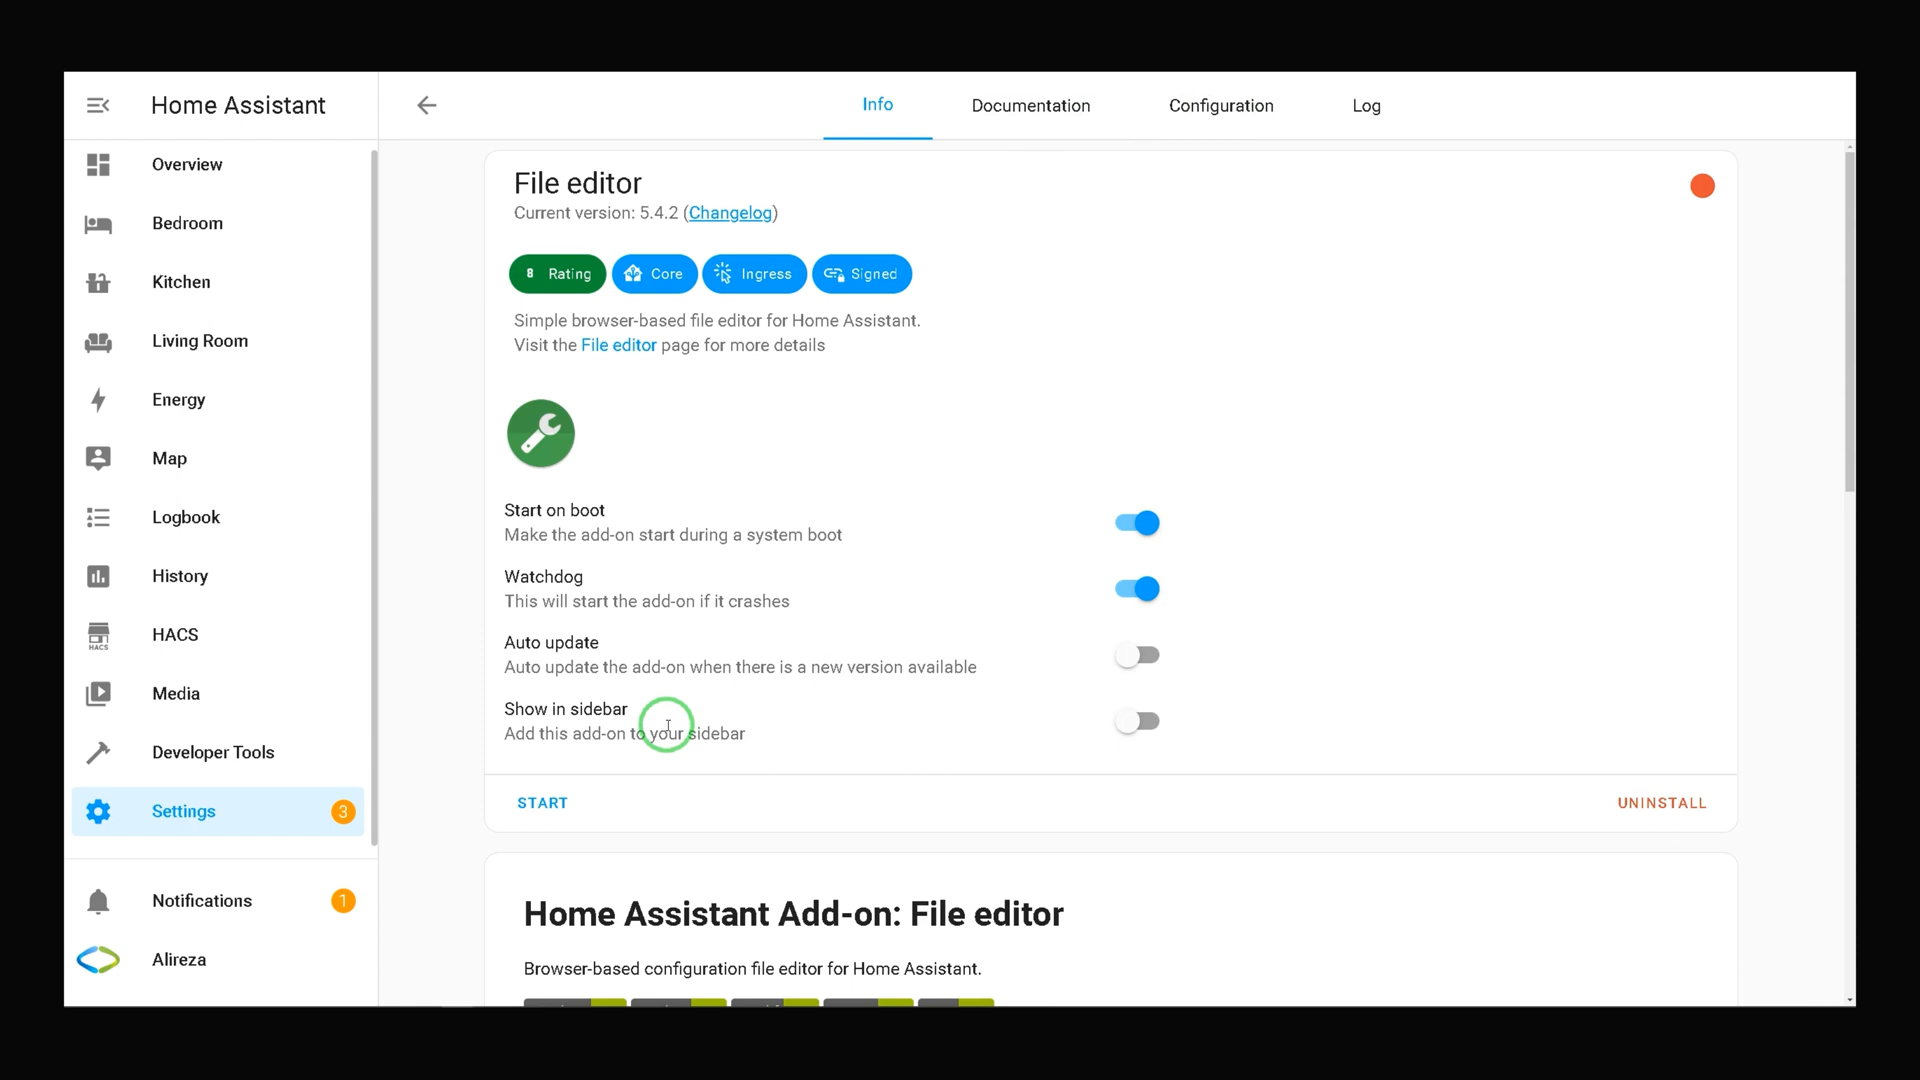 Home Assistant
Info
Documentation
Configuration
Log
Overview
Bedroom
Kitchen
Living Room
Energy
Map
Logbook
History
HACS
HACS
Media
Developer Tools
Settings
3
Notifications
1
Alireza
File editor
Current version: 5.4.2 (Changelog)
8 Rating
Core
Ingress
Signed
Simple browser-based file editor for Home Assistant.
Visit the File editor page for more details
Start on boot
Make the add-on start during a system boot
Watchdog
This will start the add-on if it crashes
Auto update
Auto update the add-on when there is a new version available
Show in sidebar
Add this add-on to your sidebar
START
UNINSTALL
Home Assistant Add-on: File editor
Browser-based configuration file editor for Home Assistant.